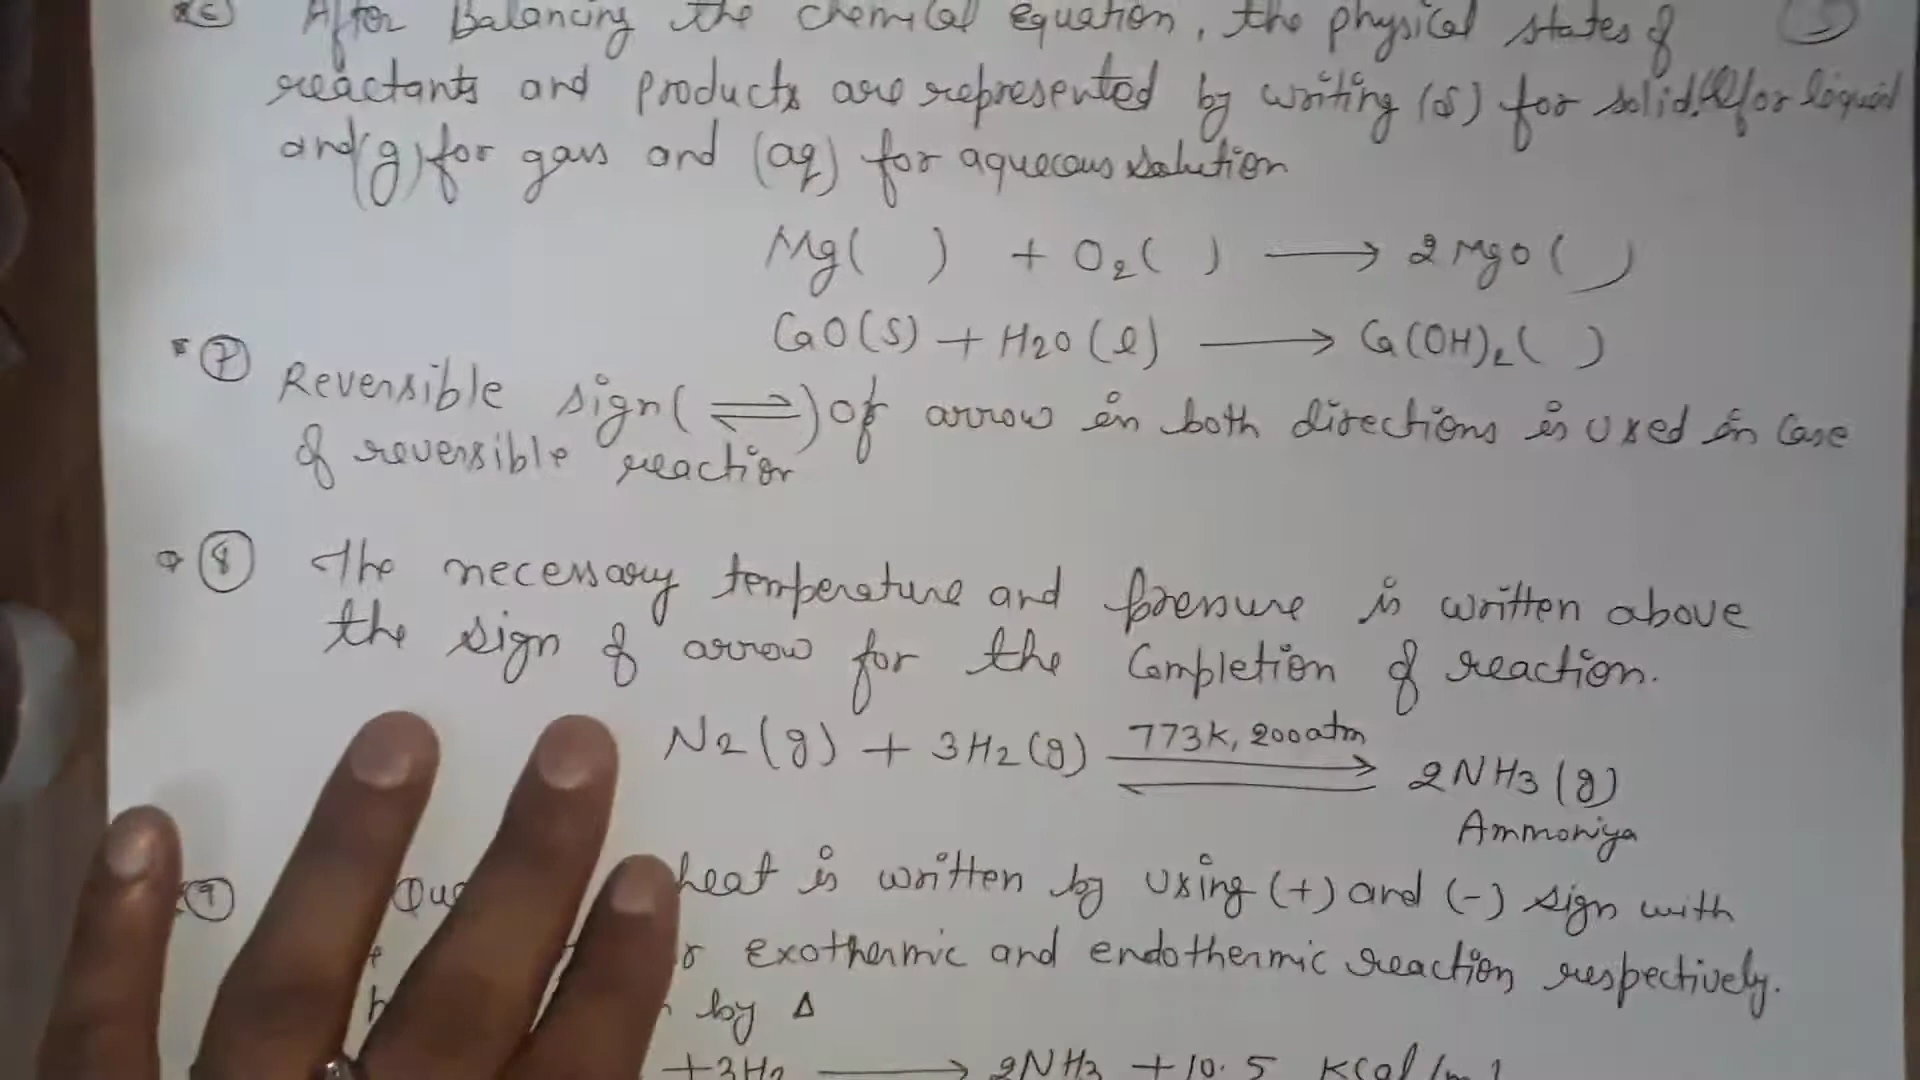 After balancing the chemical equation, the physical states of
reactants and products are represented by writing (s) for solid, (l) for liquid
and (g) for gas and (aq) for aqueous solution
Mg( ) + O2( ) ⟶ 2MgO( )
CaO(s) + H2O(l) ⟶ Ca(OH)2( )
7 Reversible sign(⇌) of arrow in both directions is used in case
of reversible reaction
8 The necessary temperature and pressure is written above
the sign of arrow for the completion of reaction.
773K, 200atm
N2(g) + 3H2(g) ⇌ 2NH3(g)
Ammoniya
9 heat is written by using (+) and (-) sign with
exothermic and endothermic reaction respectively.
by Δ
+3H2 ⟶ 2NH3 +10.5 KCal